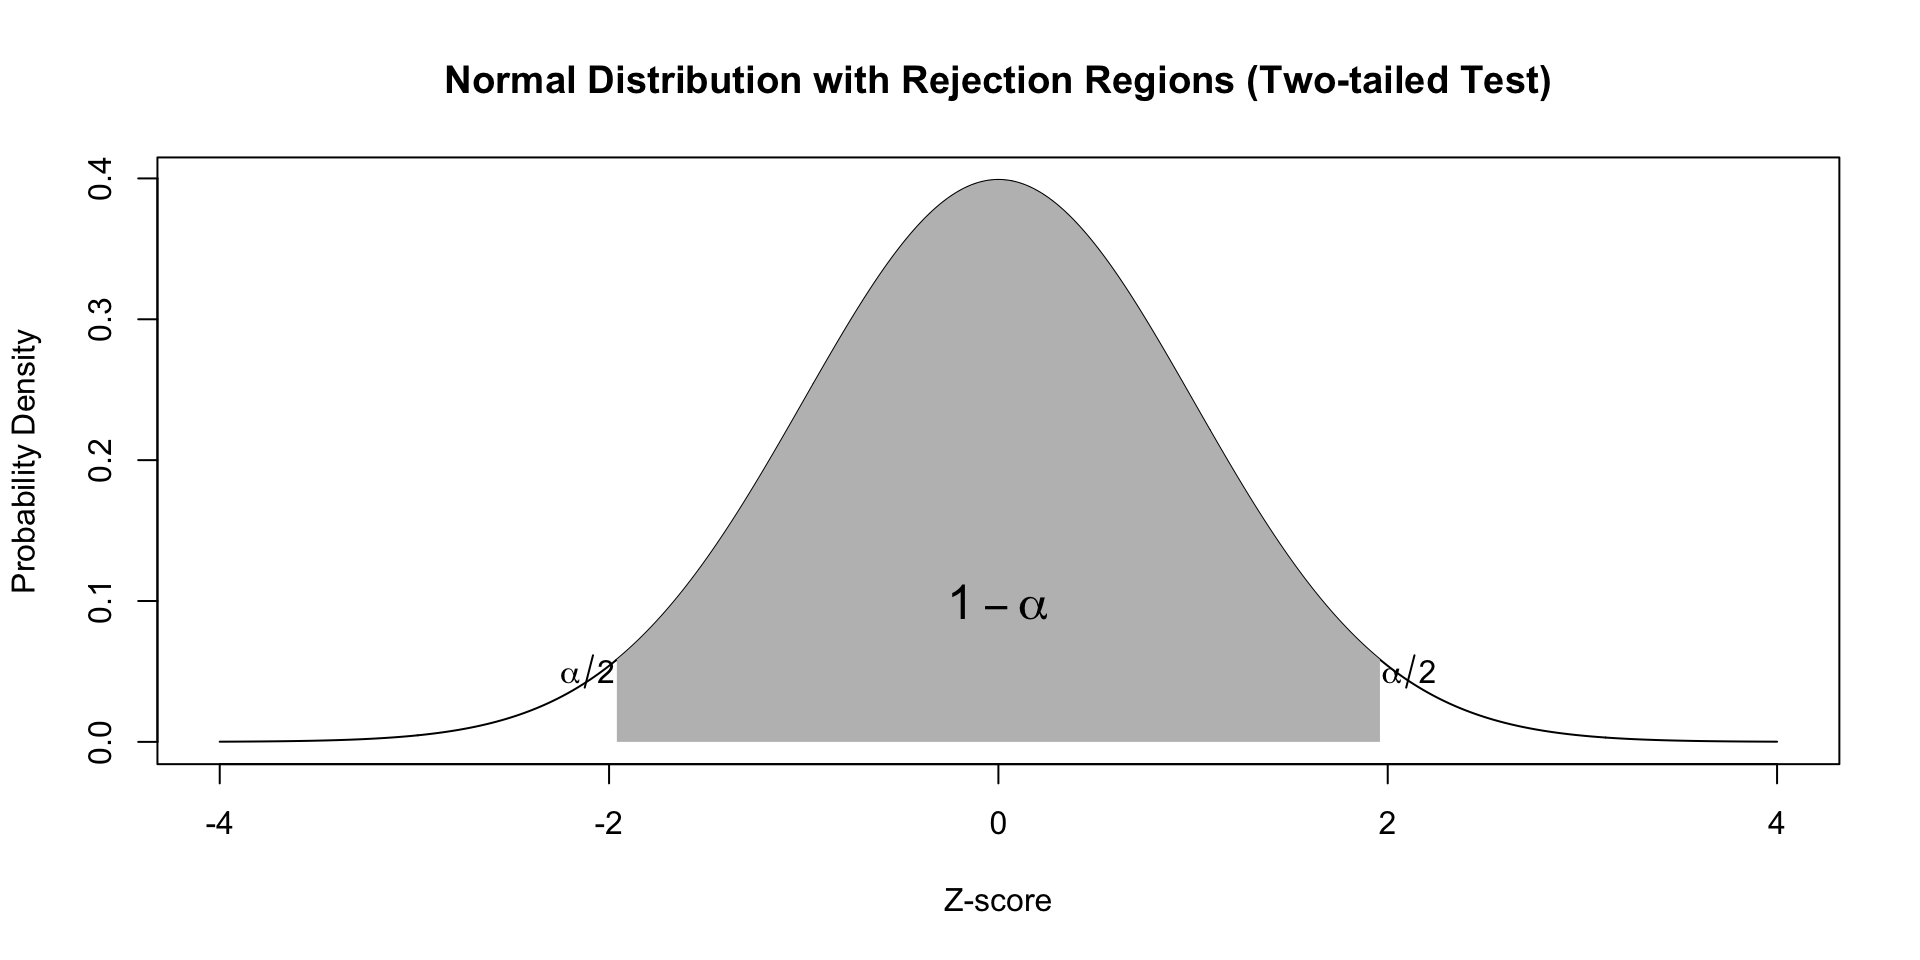 Normal Distribution with Rejection Regions (Two-tailed Test)
Probability Density
0.4
0.3
0.2
0.1
0.0
1 – α
α/2
α/2
-4
-2
0
2
4
Z-score